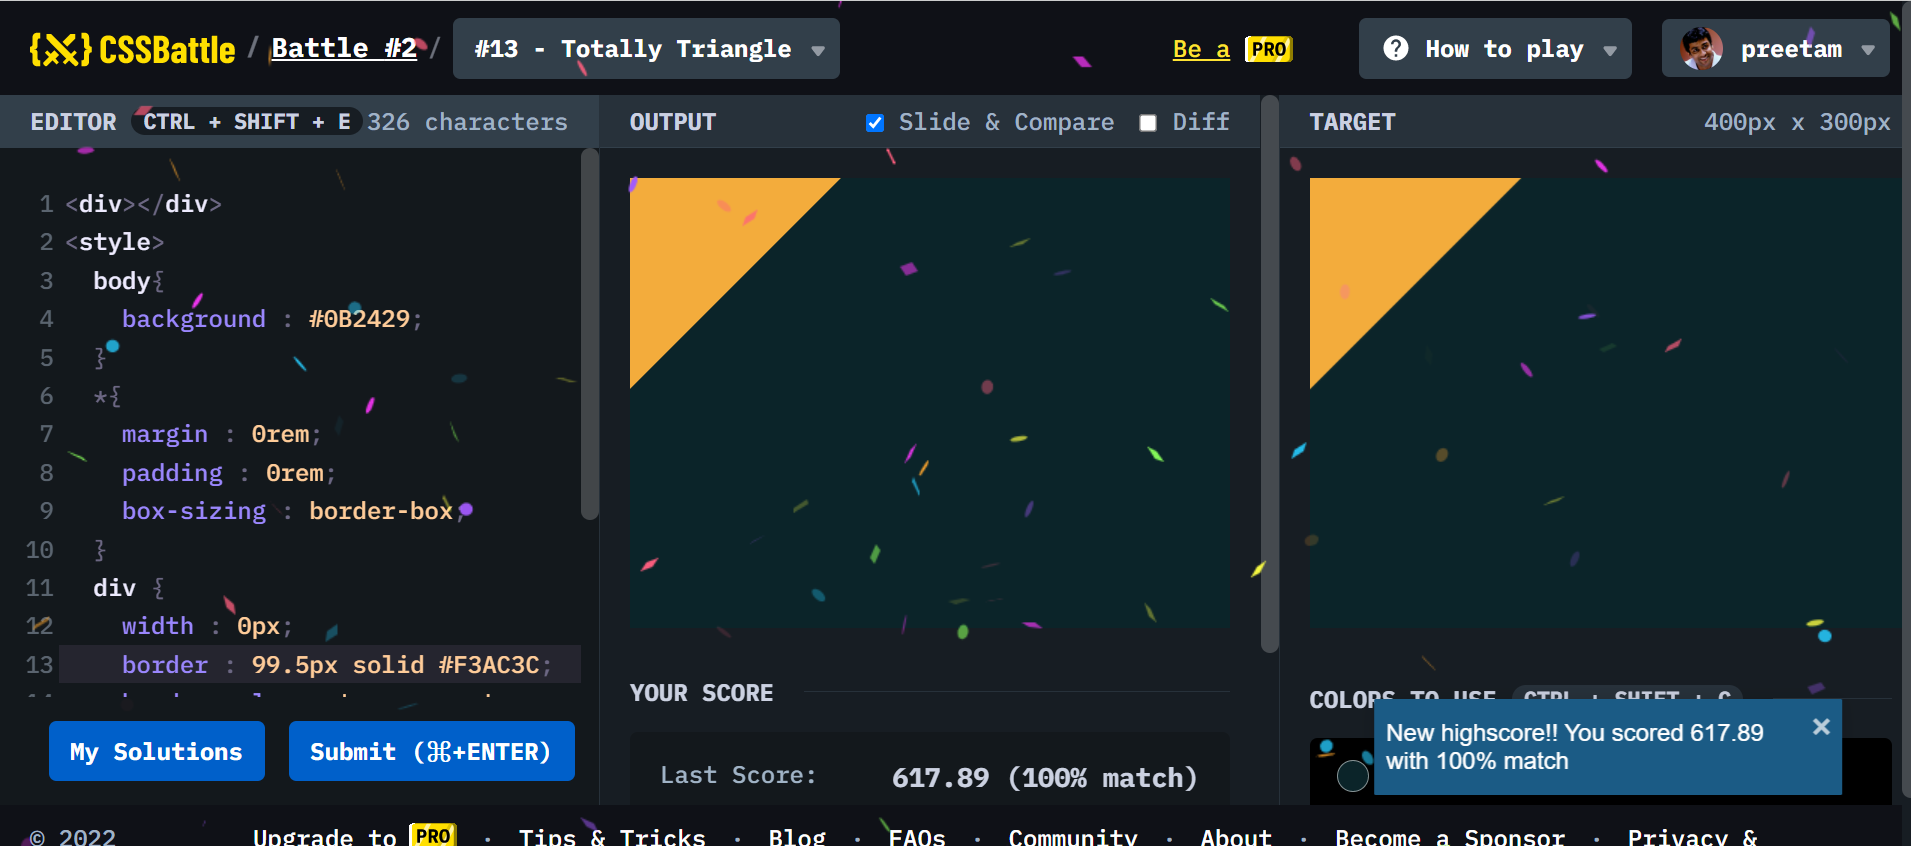 {X} CSSBattle / Battle #2 / #13 - Totally Triangle Be a PRO ? How to play preetam
EDITOR CTRL + SHIFT + E 326 characters OUTPUT Slide & Compare Diff TARGET 400px x 300px
1 <div></div>
2 <style>
3 body{
4 background : #0B2429;
5 }
6 *{
7 margin : 0rem;
8 padding : 0rem;
9 box-sizing : border-box;
10 }
11 div {
12 width : 0px;
13 border : 99.5px solid #F3AC3C;
My Solutions Submit (⌘+ENTER)
YOUR SCORE
Last Score: 617.89 (100% match)
COLORS TO USE CTRL + SHIFT + C
New highscore!! You scored 617.89
with 100% match
© 2022 Upgrade to PRO · Tips & Tricks · Blog · FAQs · Community · About · Become a Sponsor · Privacy &